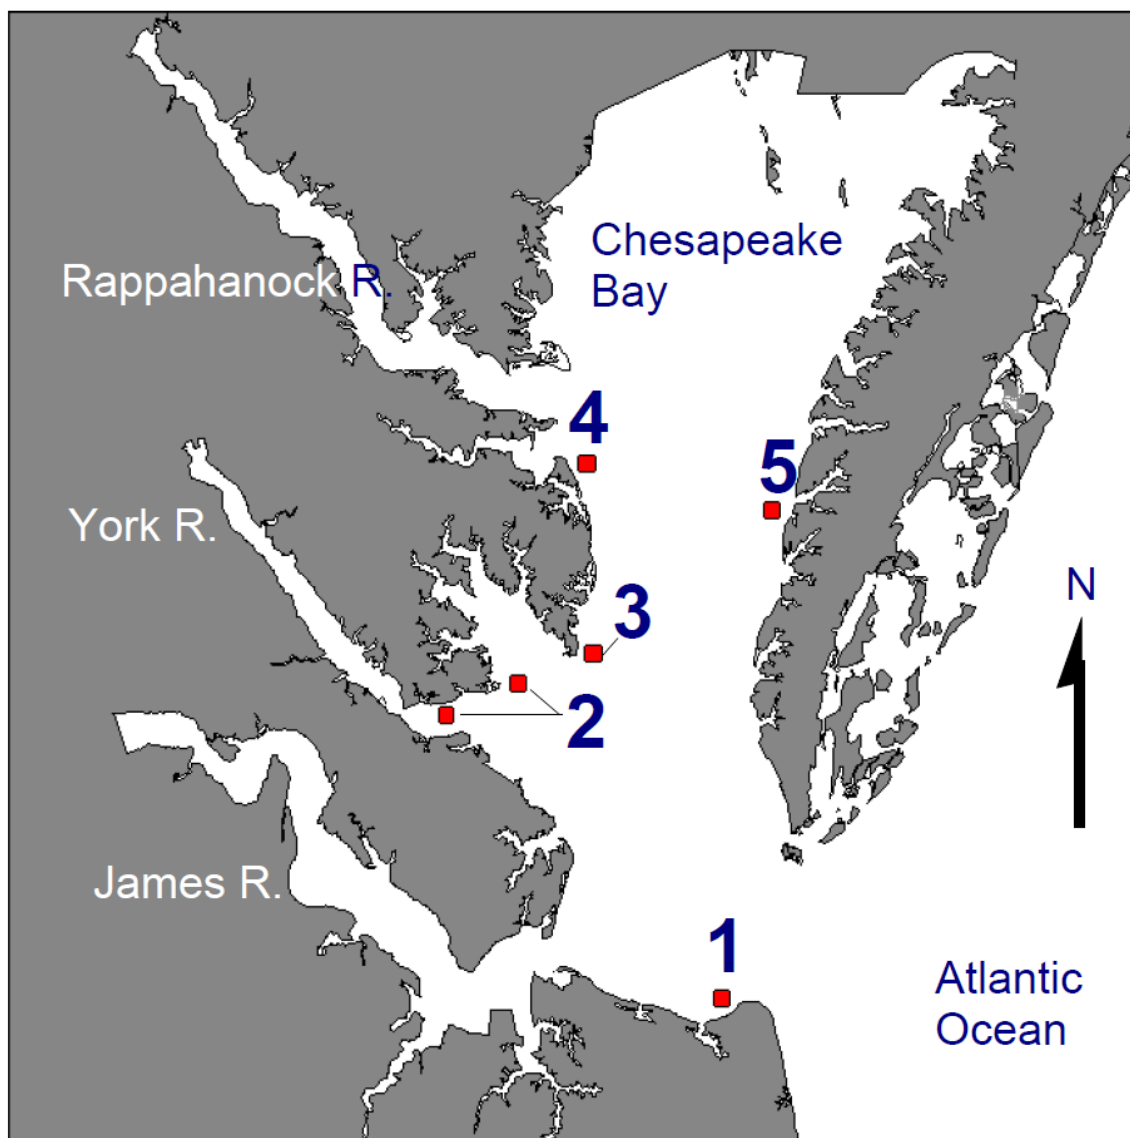 Chesapeake
Bay
Rappahanock R.
4
5
York R.
N
3
2
James R.
1
Atlantic
Ocean